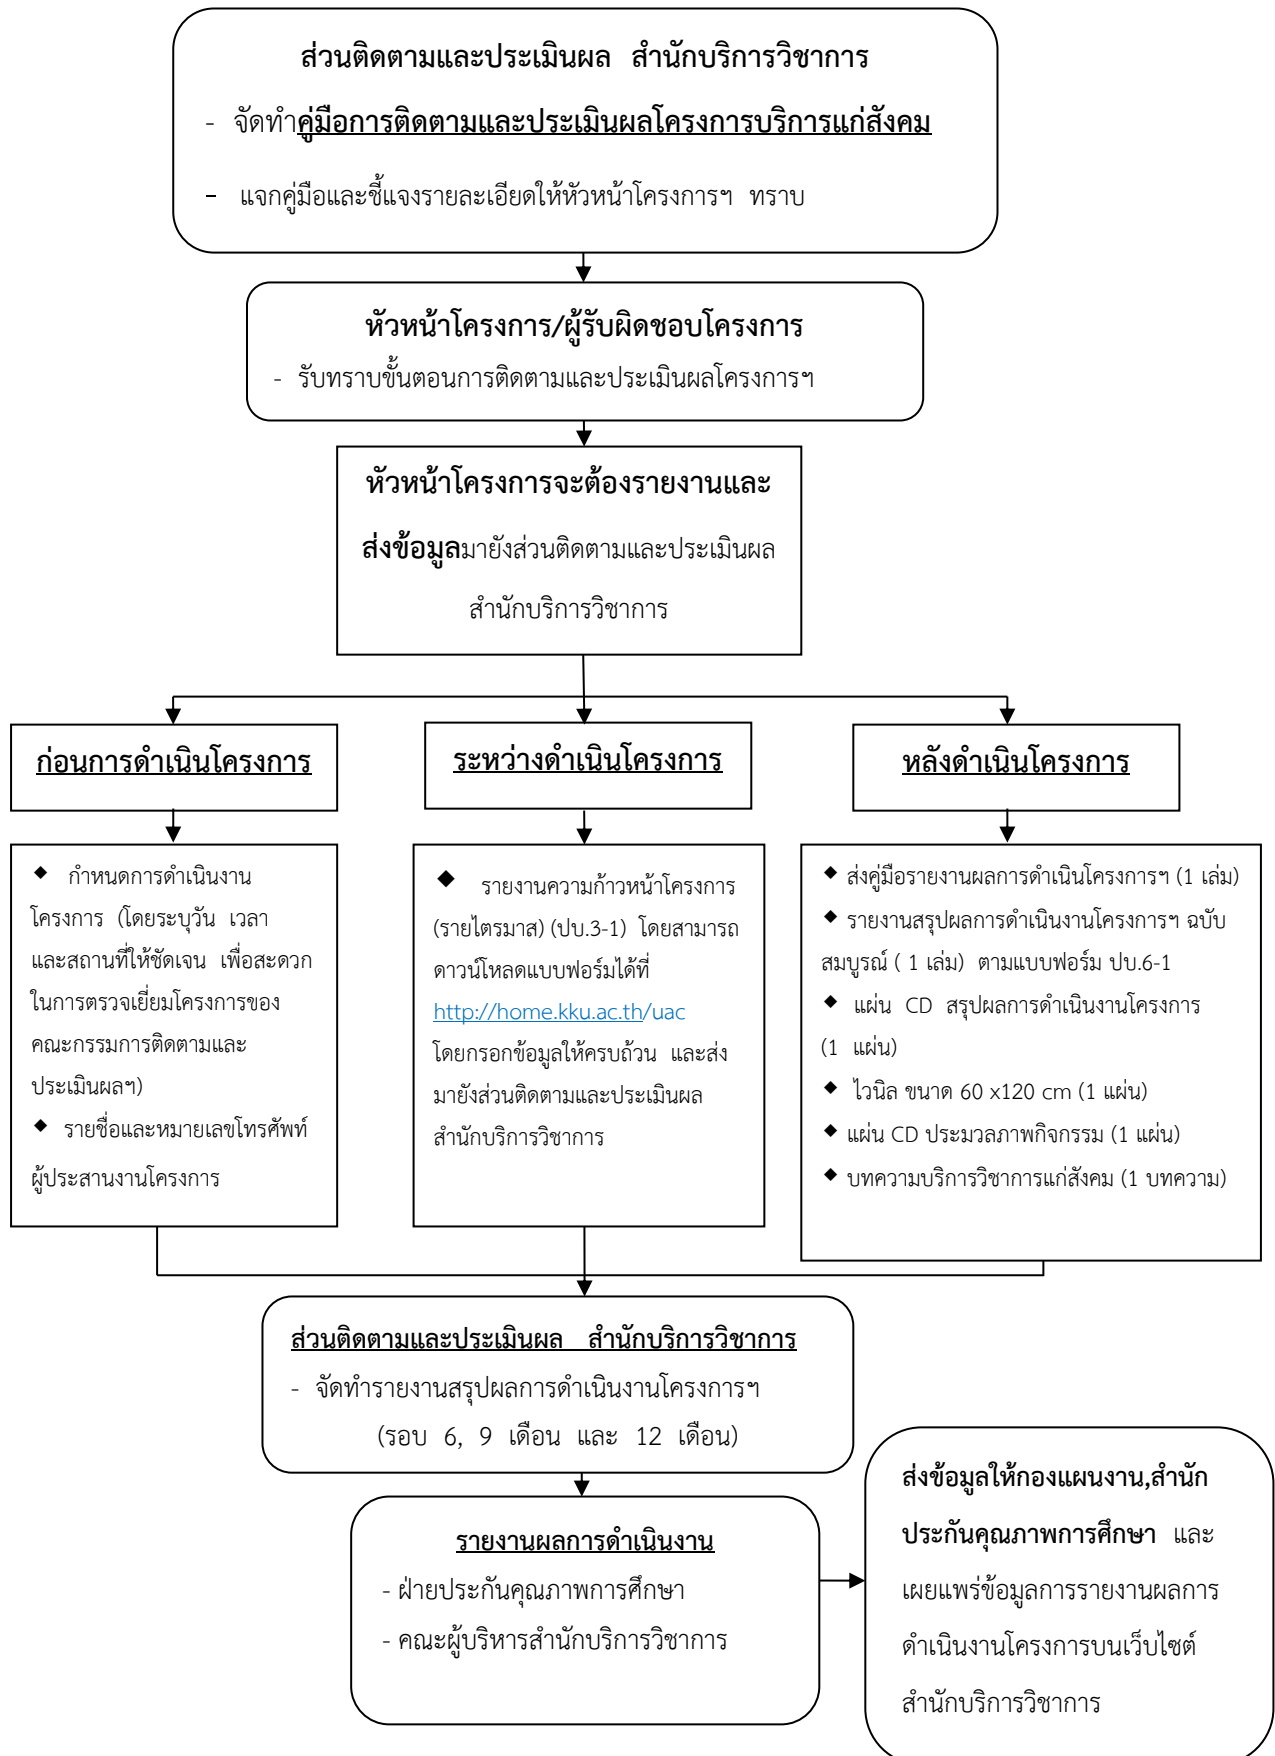 ส่วนติดตามและประเมินผล สำนักบริการวิชาการ
- จัดทำคู่มือการติดตามและประเมินผลโครงการบริการแก่สังคม
- แจกคู่มือและชี้แจงรายละเอียดให้หัวหน้าโครงการฯ ทราบ
หัวหน้าโครงการ/ผู้รับผิดชอบโครงการ
- รับทราบขั้นตอนการติดตามและประเมินผลโครงการฯ
หัวหน้าโครงการจะต้องรายงานและ
ส่งข้อมูลมายังส่วนติดตามและประเมินผล
สำนักบริการวิชาการ
ก่อนการดำเนินโครงการ
◆ กำหนดการดำเนินงาน
โครงการ (โดยระบุวัน เวลา
และสถานที่ให้ชัดเจน เพื่อสะดวก
ในการตรวจเยี่ยมโครงการของ
คณะกรรมการติดตามและ
ประเมินผลฯ)
◆ รายชื่อและหมายเลขโทรศัพท์
ผู้ประสานงานโครงการ
ระหว่างดำเนินโครงการ
◆ รายงานความก้าวหน้าโครงการ
(รายไตรมาส) (ปบ.3-1) โดยสามารถ
ดาวน์โหลดแบบฟอร์มได้ที่
http://home.kku.ac.th/uac
โดยกรอกข้อมูลให้ครบถ้วน และส่ง
มายังส่วนติดตามและประเมินผล
สำนักบริการวิชาการ
หลังดำเนินโครงการ
◆ ส่งคู่มือรายงานผลการดำเนินโครงการฯ (1 เล่ม)
◆ รายงานสรุปผลการดำเนินงานโครงการฯ ฉบับ
สมบูรณ์ ( 1 เล่ม) ตามแบบฟอร์ม ปบ.6-1
◆ แผ่น CD สรุปผลการดำเนินงานโครงการ
(1 แผ่น)
◆ ไวนิล ขนาด 60 x120 cm (1 แผ่น)
◆ แผ่น CD ประมวลภาพกิจกรรม (1 แผ่น)
◆ บทความบริการวิชาการแก่สังคม (1 บทความ)
ส่วนติดตามและประเมินผล สำนักบริการวิชาการ
- จัดทำรายงานสรุปผลการดำเนินงานโครงการฯ
(รอบ 6, 9 เดือน และ 12 เดือน)
รายงานผลการดำเนินงาน
- ฝ่ายประกันคุณภาพการศึกษา
- คณะผู้บริหารสำนักบริการวิชาการ
ส่งข้อมูลให้กองแผนงาน,สำนัก
ประกันคุณภาพการศึกษา และ
เผยแพร่ข้อมูลการรายงานผลการ
ดำเนินงานโครงการบนเว็บไซต์
สำนักบริการวิชาการ